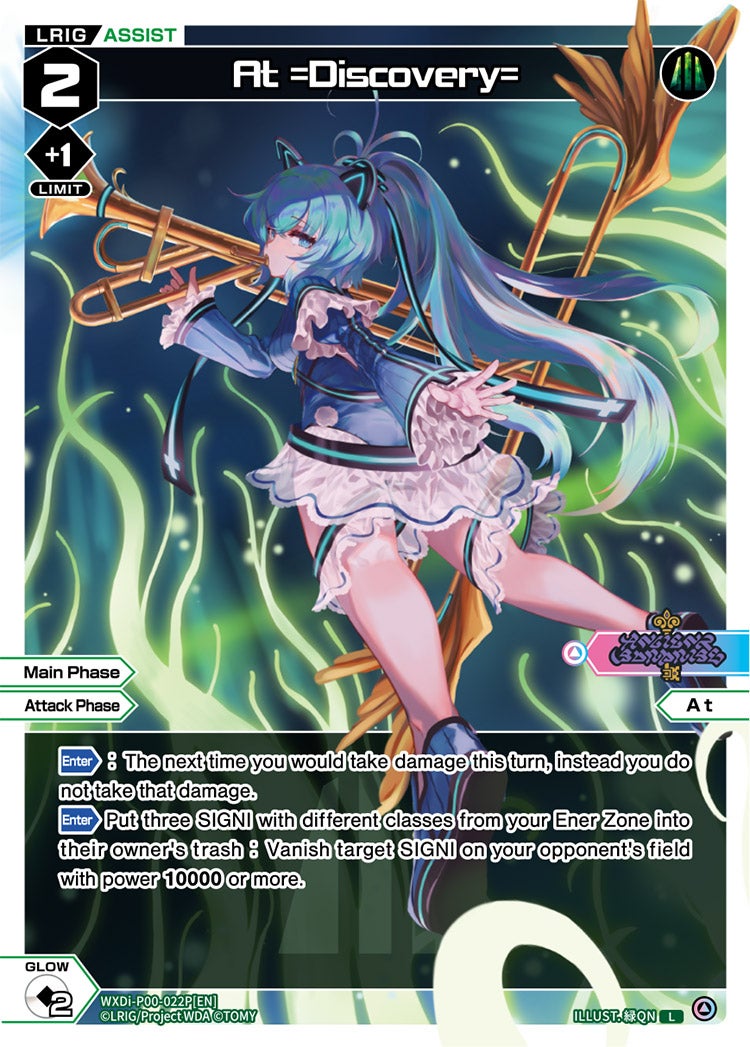 LRIG ASSIST
2
At =Discovery=
+1
LIMIT
Main Phase
Attack Phase
At
Enter : The next time you would take damage this turn, instead you do
not take that damage.
Enter Put three SIGNI with different classes from your Ener Zone into
their owner's trash : Vanish target SIGNI on your opponent's field
with power 10000 or more.
GLOW
2
WXDi-P00-022P[EN]
©LRIG/ProjectWDA ©TOMY
ILLUST. 緑QN L